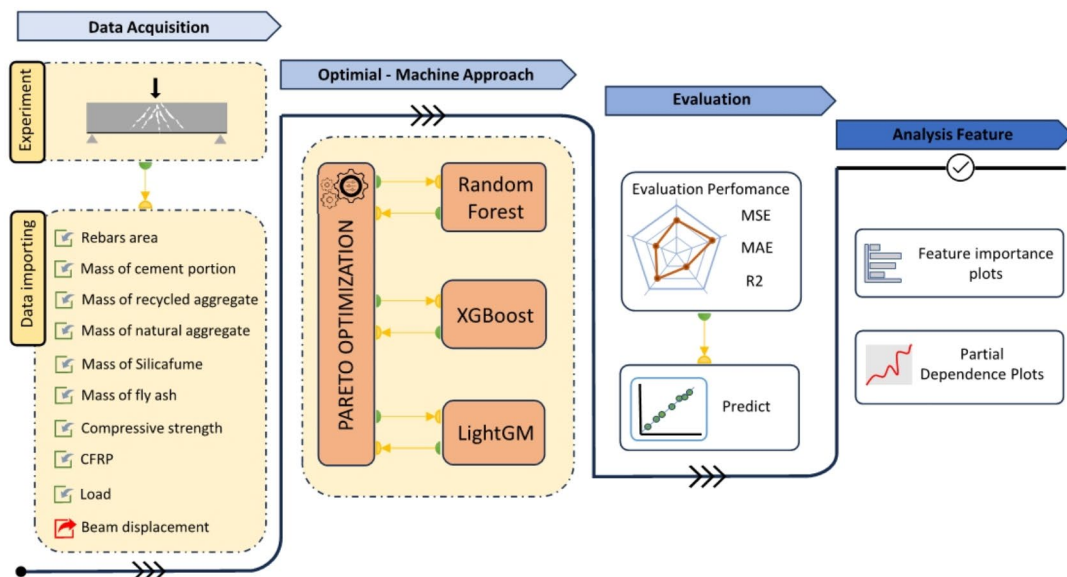 Data Acquisition
Experiment
Data importing
Rebars area
Mass of cement portion
Mass of recycled aggregate
Mass of natural aggregate
Mass of Silicafume
Mass of fly ash
Compressive strength
CFRP
Load
Beam displacement
Optimial - Machine Approach
PARETO OPTIMIZATION
Random
Forest
XGBoost
LightGM
Evaluation
Evaluation Perfomance
MSE
MAE
R2
Predict
Analysis Feature
Feature importance
plots
Partial
Dependence Plots